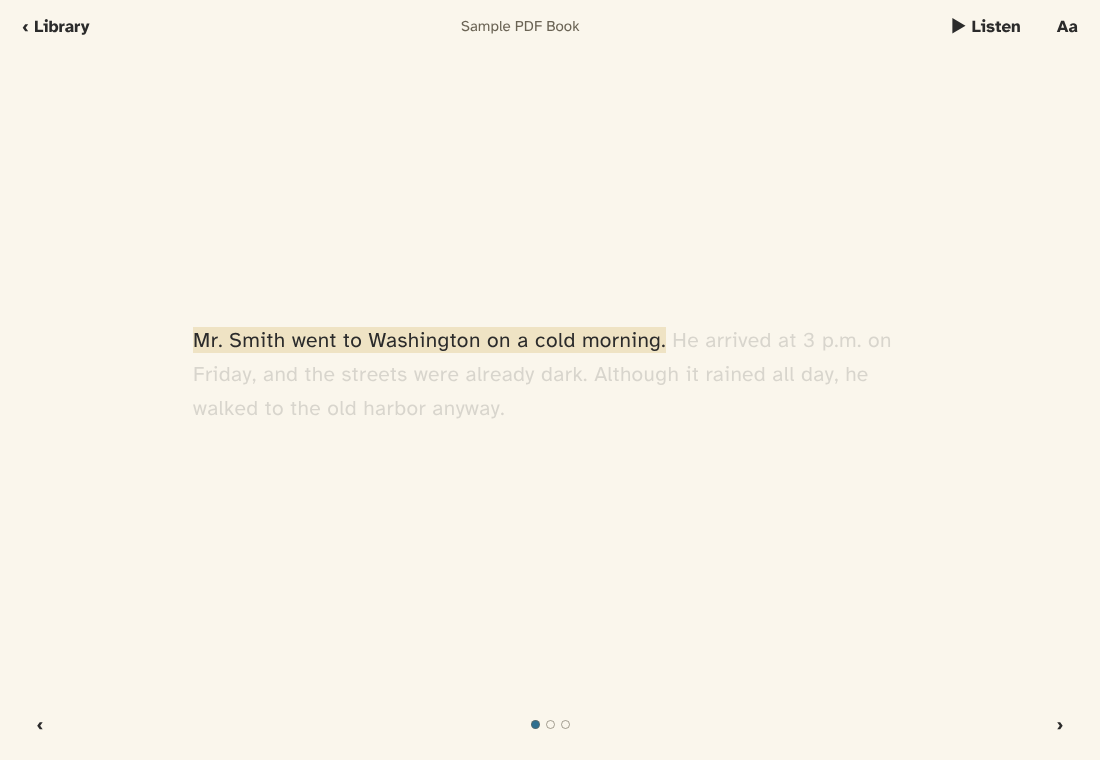 ‹ Library
Sample PDF Book
▶ Listen
Aa
Mr. Smith went to Washington on a cold morning. He arrived at 3 p.m. on
Friday, and the streets were already dark. Although it rained all day, he
walked to the old harbor anyway.
‹
›